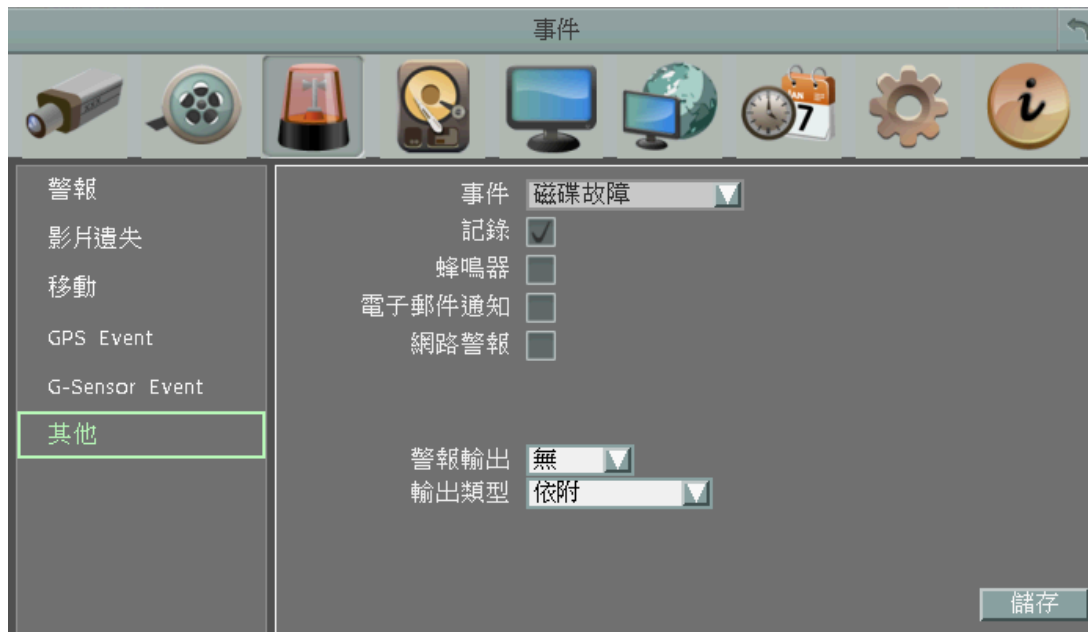 事件
JAN
7
i
警報
影片遺失
移動
GPS Event
G-Sensor Event
其他
事件 磁碟故障
記錄
蜂鳴器
電子郵件通知
網路警報
警報輸出 無
輸出類型 依附
儲存